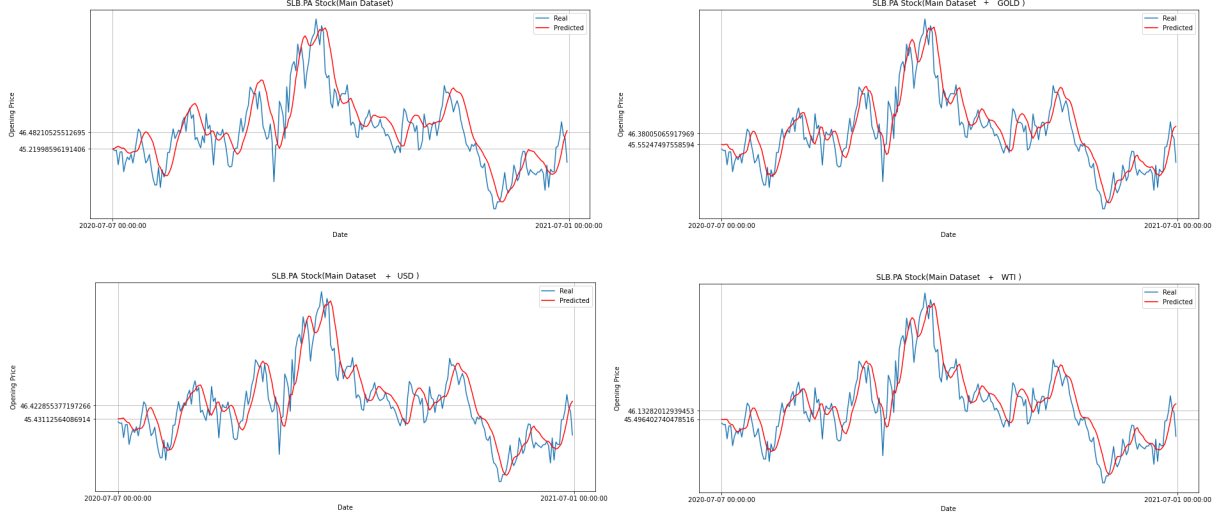 SLB.PA Stock(Main Dataset)
Real
Predicted
Opening Price
46.48210525512695
45.21998596191406
2020-07-07 00:00:00
2021-07-01 00:00:00
Date
SLB.PA Stock(Main Dataset + GOLD )
Real
Predicted
Opening Price
46.38005065917969
45.55247497558594
2020-07-07 00:00:00
2021-07-01 00:00:00
Date
SLB.PA Stock(Main Dataset + USD )
Real
Predicted
Opening Price
46.422855377197266
45.43112564086914
2020-07-07 00:00:00
2021-07-01 00:00:00
Date
SLB.PA Stock(Main Dataset + WTI )
Real
Predicted
Opening Price
46.13282012939453
45.496402740478516
2020-07-07 00:00:00
2021-07-01 00:00:00
Date